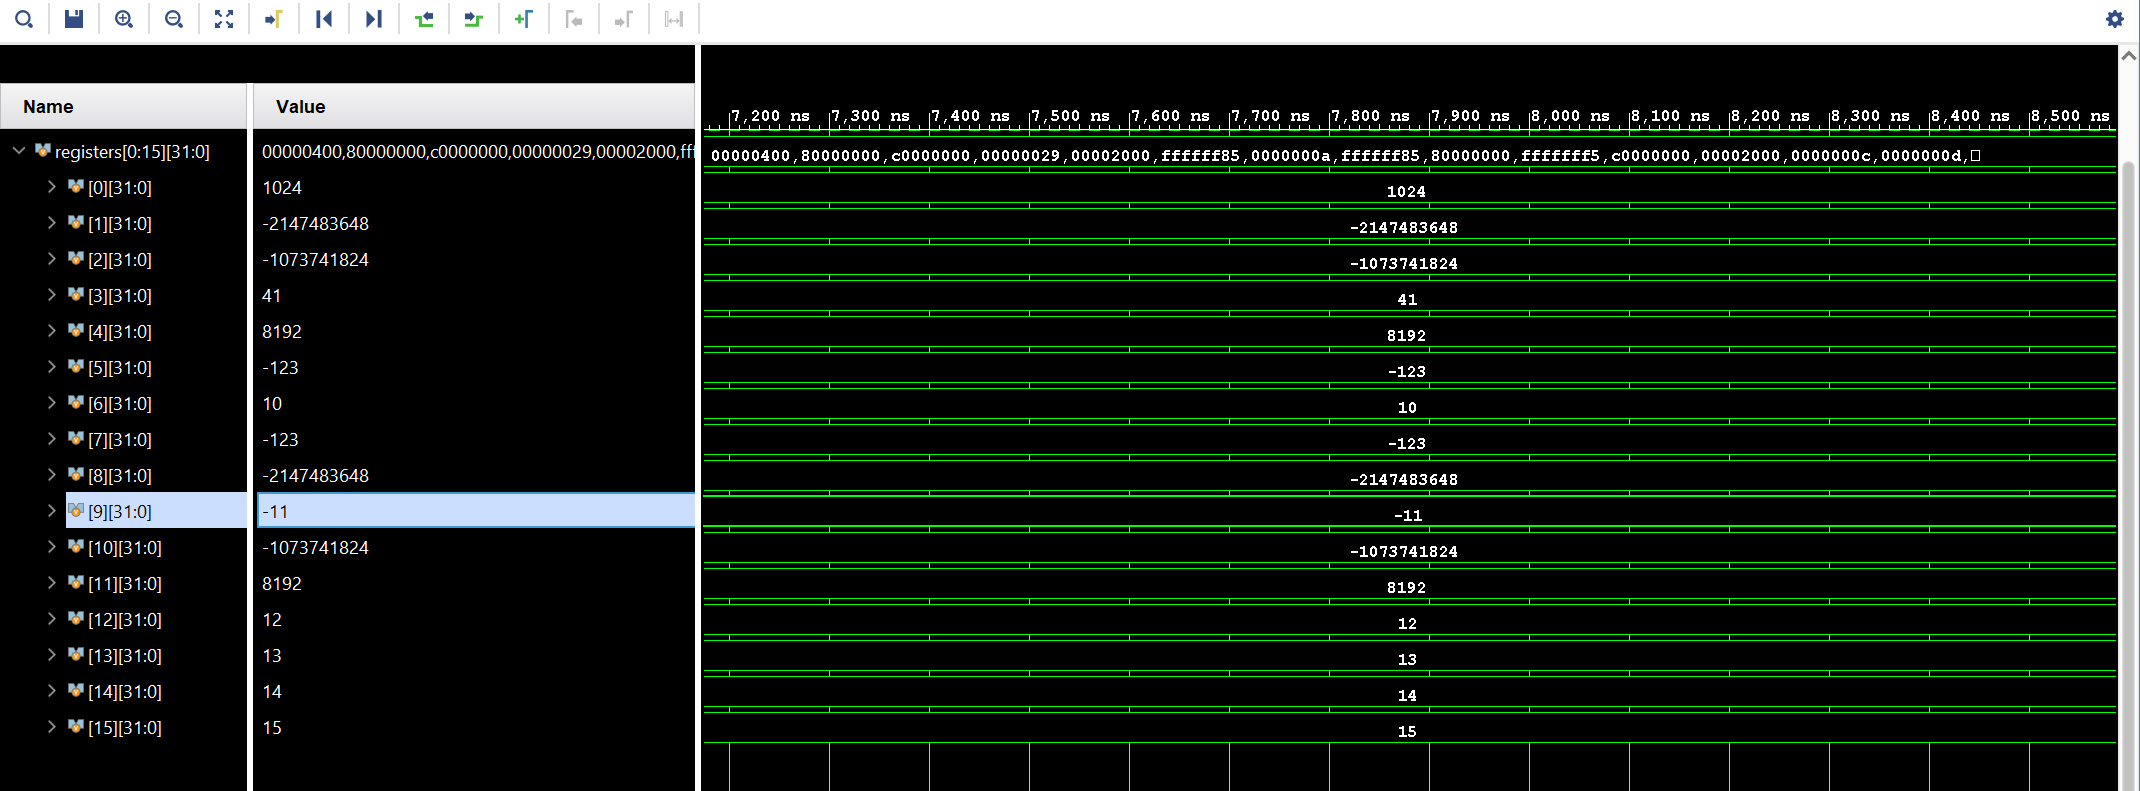 Name Value
7,200 ns 7,300 ns 7,400 ns 7,500 ns 7,600 ns 7,700 ns 7,800 ns 7,900 ns 8,000 ns 8,100 ns 8,200 ns 8,300 ns 8,400 ns 8,500 ns
registers[0:15][31:0] 00000400,80000000,c0000000,00000029,00002000,fff 00000400,80000000,c0000000,00000029,00002000,ffffff85,0000000a,ffffff85,80000000,fffffff5,c0000000,00002000,0000000c,0000000d,
[0][31:0] 1024 1024
[1][31:0] -2147483648 -2147483648
[2][31:0] -1073741824 -1073741824
[3][31:0] 41 41
[4][31:0] 8192 8192
[5][31:0] -123 -123
[6][31:0] 10 10
[7][31:0] -123 -123
[8][31:0] -2147483648 -2147483648
[9][31:0] -11 -11
[10][31:0] -1073741824 -1073741824
[11][31:0] 8192 8192
[12][31:0] 12 12
[13][31:0] 13 13
[14][31:0] 14 14
[15][31:0] 15 15